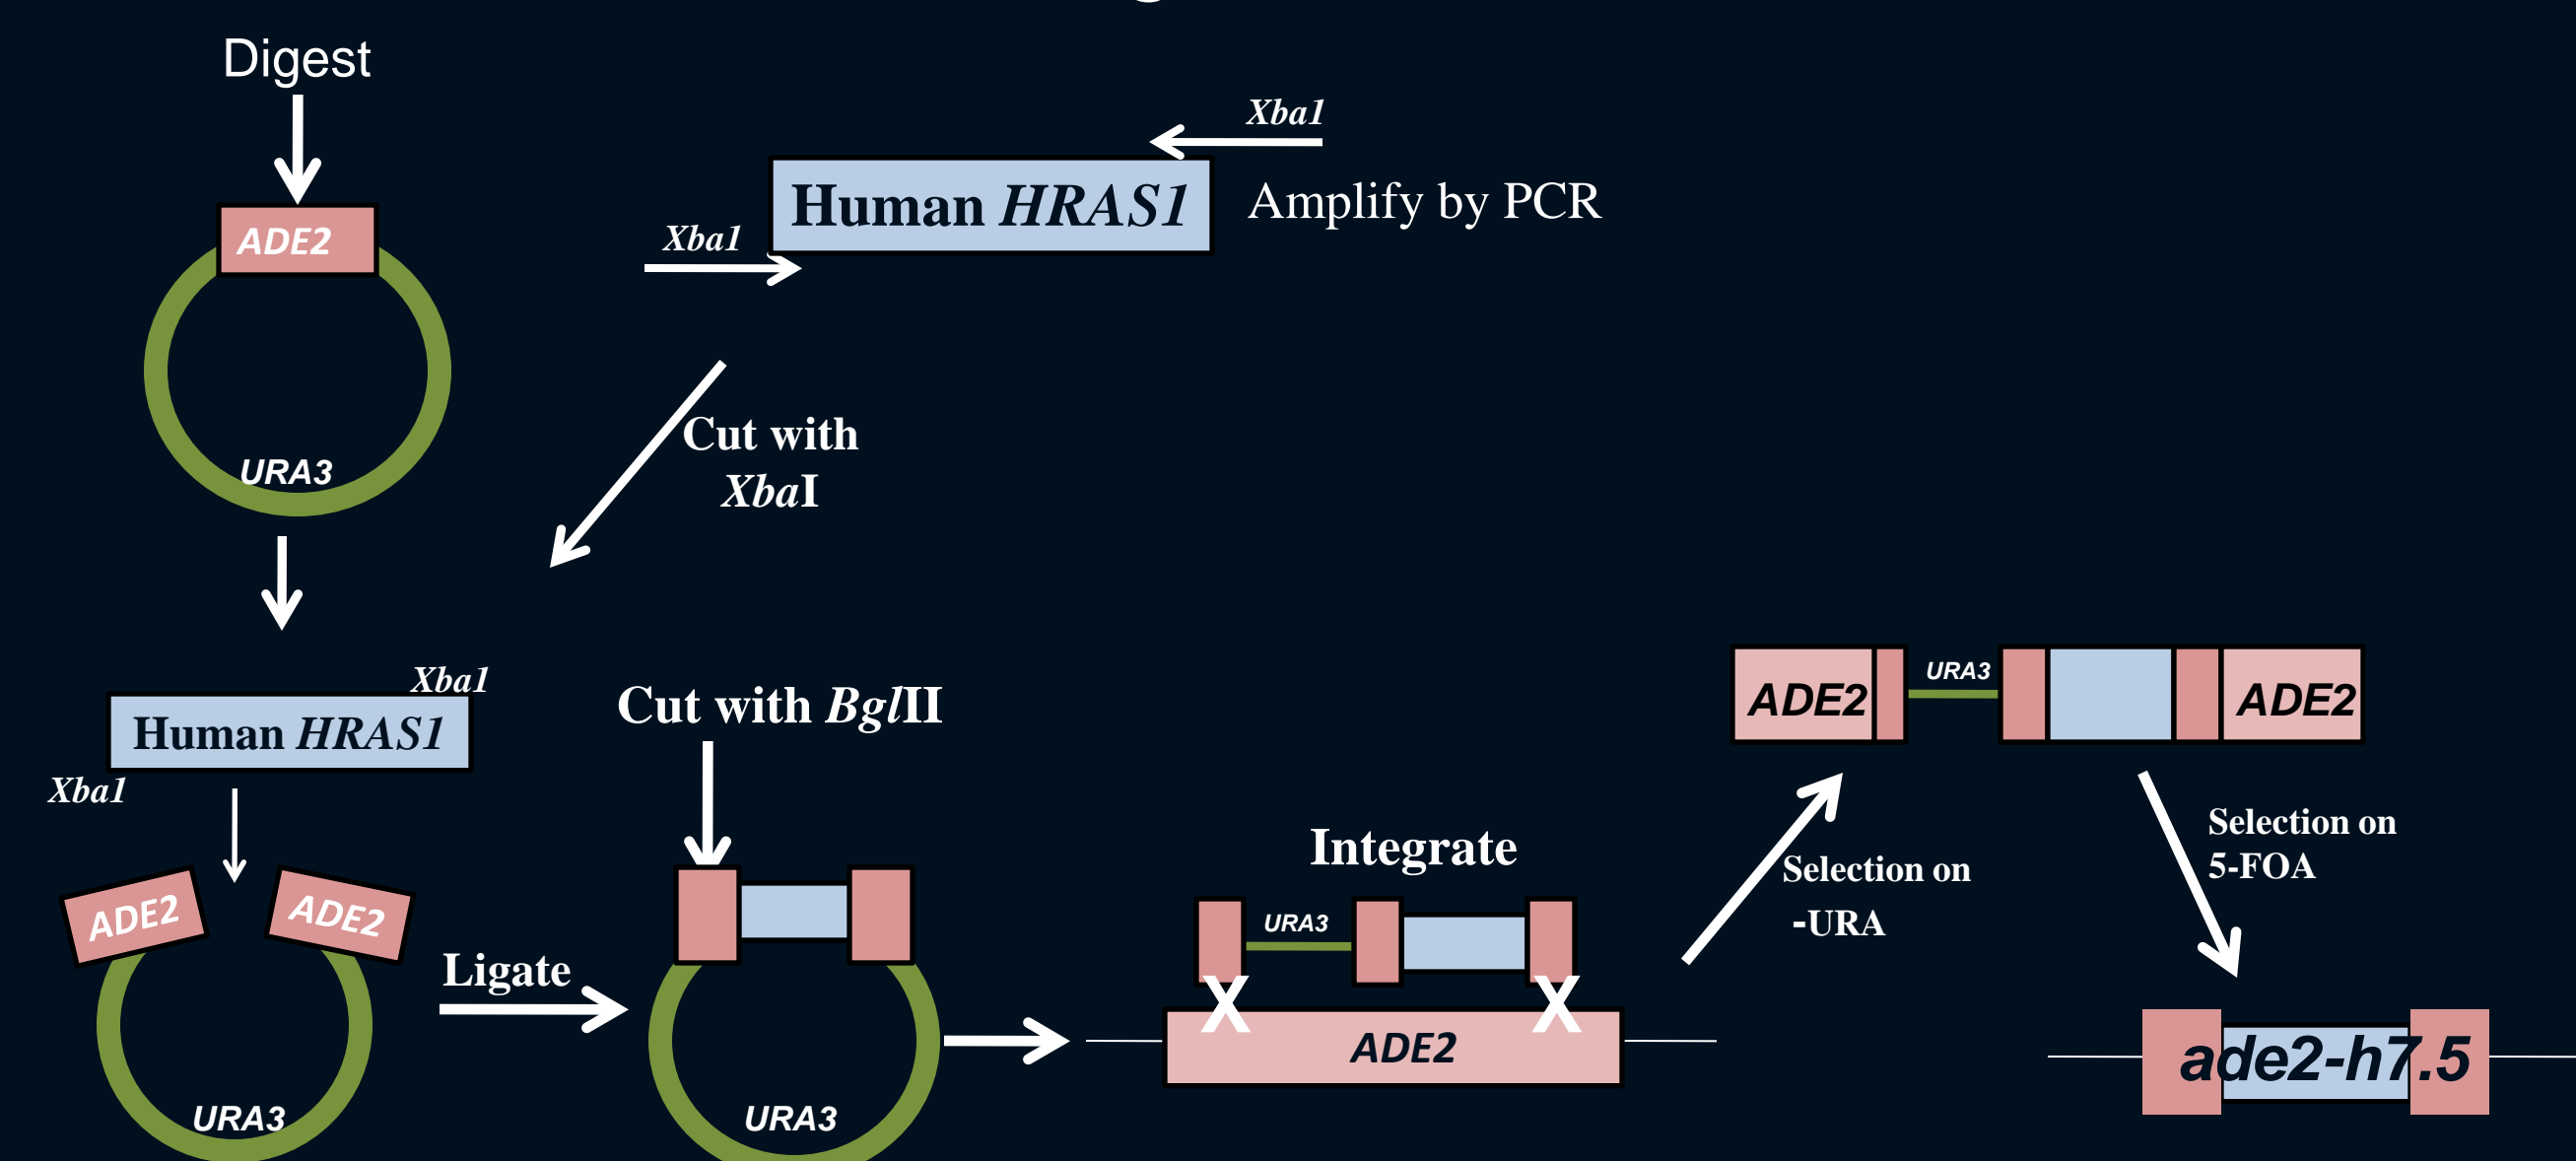 Digest
Xba1
Human HRAS1
Amplify by PCR
Xba1
ADE2
URA3
Cut with
XbaI
Xba1
Human HRAS1
Xba1
ADE2
ADE2
URA3
Ligate
Cut with BglII
URA3
Integrate
URA3
X
X
ADE2
Selection on
-URA
ADE2
URA3
ADE2
Selection on
5-FOA
ade2-h7.5